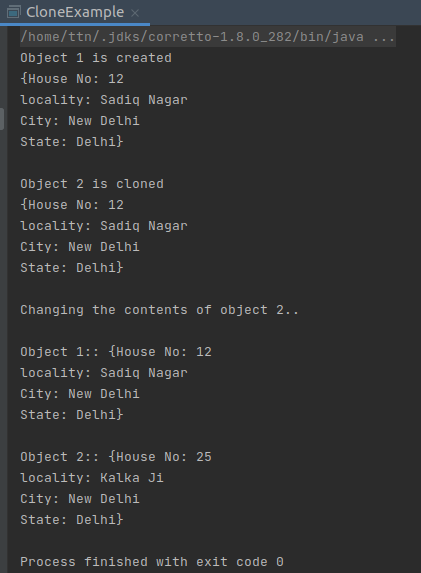 CloneExample ×
/home/ttn/.jdks/corretto-1.8.0_282/bin/java ...
Object 1 is created
{House No: 12
locality: Sadiq Nagar
City: New Delhi
State: Delhi}
Object 2 is cloned
{House No: 12
locality: Sadiq Nagar
City: New Delhi
State: Delhi}
Changing the contents of object 2..
Object 1:: {House No: 12
locality: Sadiq Nagar
City: New Delhi
State: Delhi}
Object 2:: {House No: 25
locality: Kalka Ji
City: New Delhi
State: Delhi}
Process finished with exit code 0